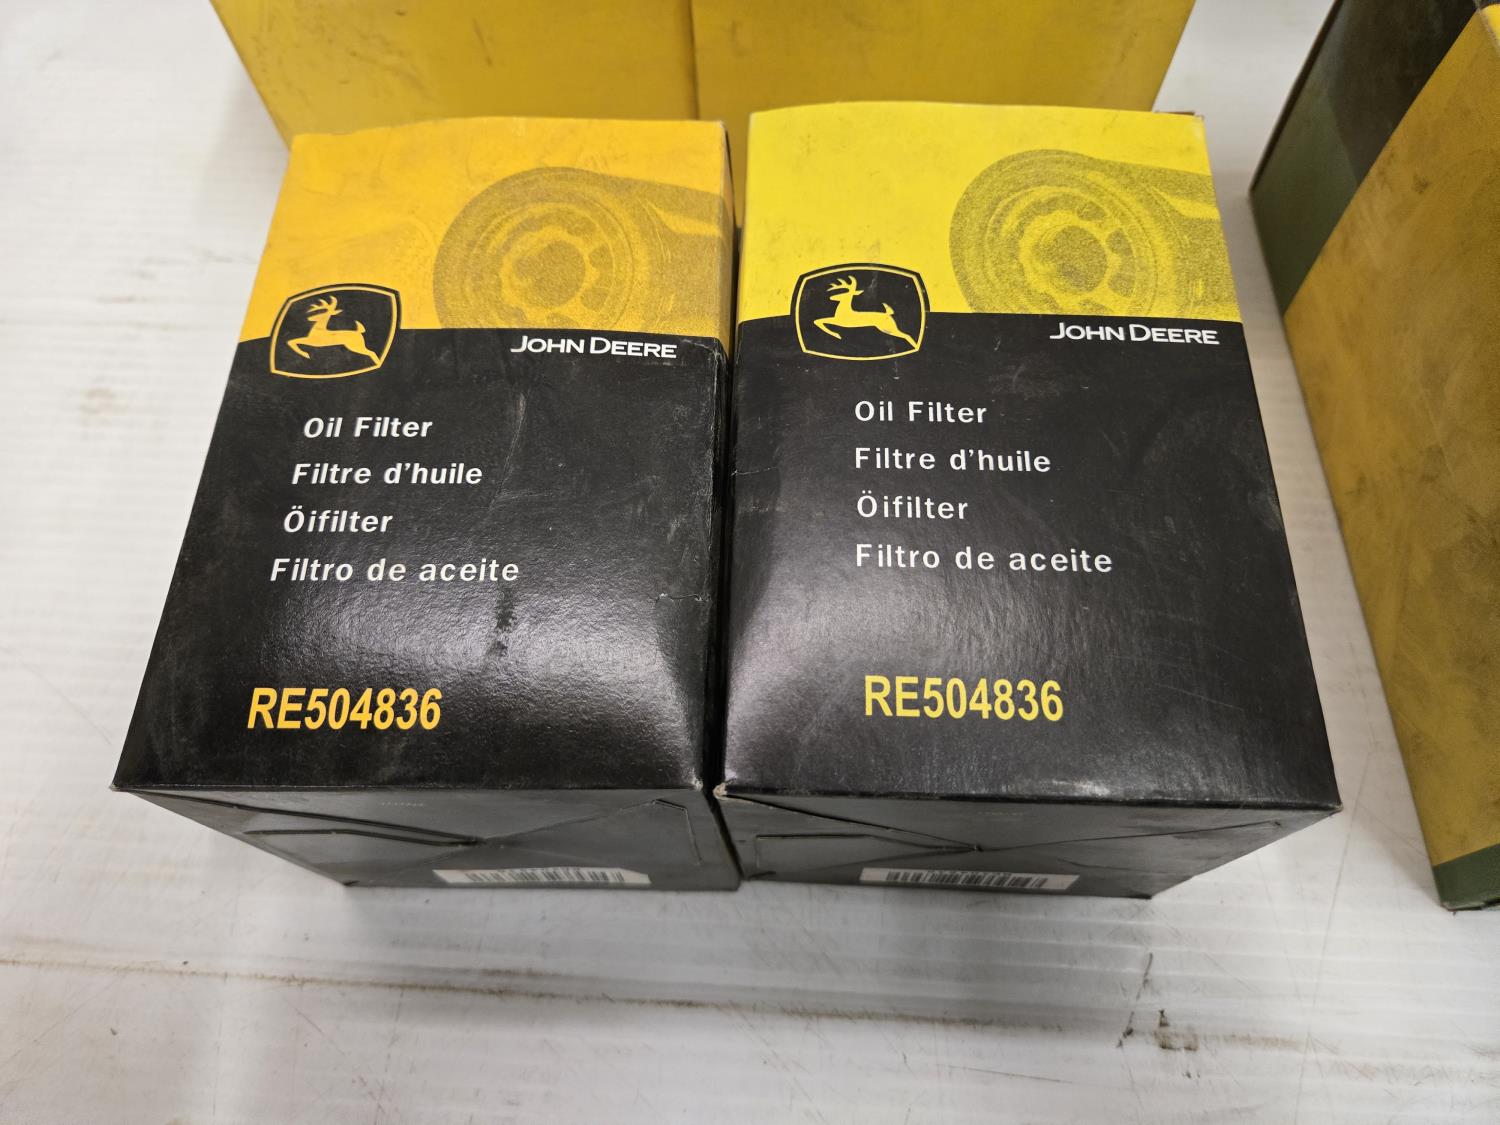 JOHN DEERE
Oil Filter
Filtre d'huile
Öifilter
Filtro de aceite
RE504836
JOHN DEERE
Oil Filter
Filtre d'huile
Öifilter
Filtro de aceite
RE504836